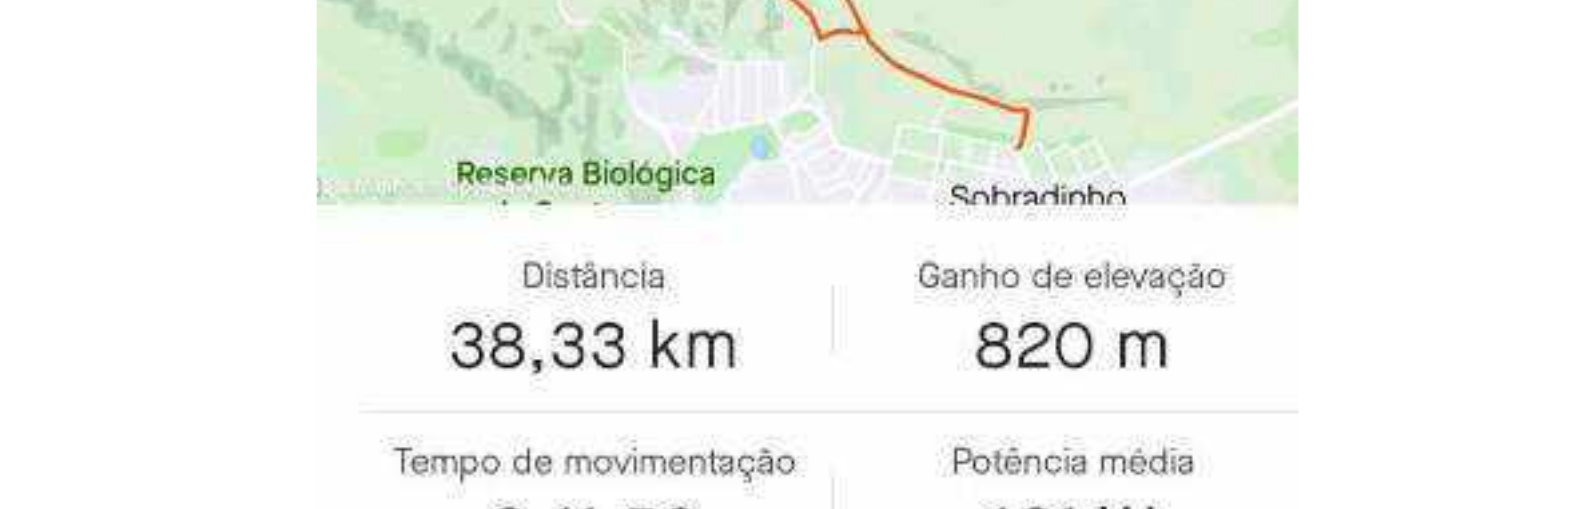 Reserva Biológica
Sobradinho
Distância
Ganho de elevação
38,33 km
820 m
Tempo de movimentação
Potência média